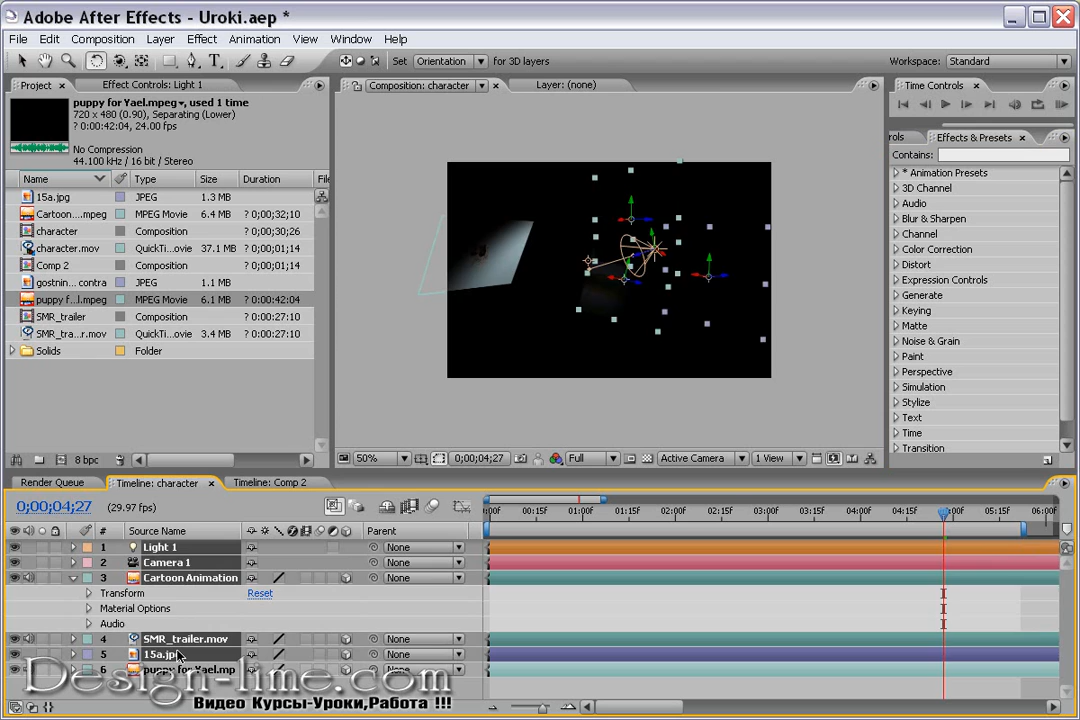 Adobe After Effects - Uroki.aep *
File Edit Composition Layer Effect Animation View Window Help
Set Orientation for 3D layers
Workspace: Standard
Project Effect Controls: Light 1
Composition: character Layer: (none)
Time Controls
puppy for Yael.mpeg, used 1 time
720 x 480 (0.90), Separating (Lower)
? 0:00:42:04, 24.00 fps
No Compression
44.100 kHz / 16 bit / Stereo
Effects & Presets
Contains:
Name Type Size Duration
15a.jpg JPEG 1.3 MB
Cartoon....mpeg MPEG Movie 6.4 MB ? 0;00;32;10
character Composition ? 0;00;30;26
character.mov QuickTi...ovie 37.1 MB ? 0;00;01;14
Comp 2 Composition ? 0;00;01;14
gostnin...contra JPEG 1.1 MB
puppy f...l.mpeg MPEG Movie 6.1 MB ? 0:00:42:04
SMR_trailer Composition ? 0:00:27:10
SMR_tra...r.mov QuickTi...ovie 3.4 MB ? 0:00:27:10
Solids Folder
* Animation Presets
3D Channel
Audio
Blur & Sharpen
Channel
Color Correction
Distort
Expression Controls
Generate
Keying
Matte
Noise & Grain
Paint
Perspective
Simulation
Stylize
Text
Time
Transition
8 bpc
50% 0;00;04;27 Full Active Camera 1 View
Render Queue Timeline: character Timeline: Comp 2
0;00;04;27 (29.97 fps)
:00F 00:15F 01:00F 01:15F 02:00F 02:15F 03:00F 03:15F 04:00F 04:15F 05:15F 06:00F
# Source Name Parent
1 Light 1 None
2 Camera 1 None
3 Cartoon Animation None
Transform Reset
Material Options
Audio
4 SMR_trailer.mov None
5 15a.jpg None
6 puppy for Yael.mp None
Design-lime.com
Видео Курсы-Уроки,Работа !!!